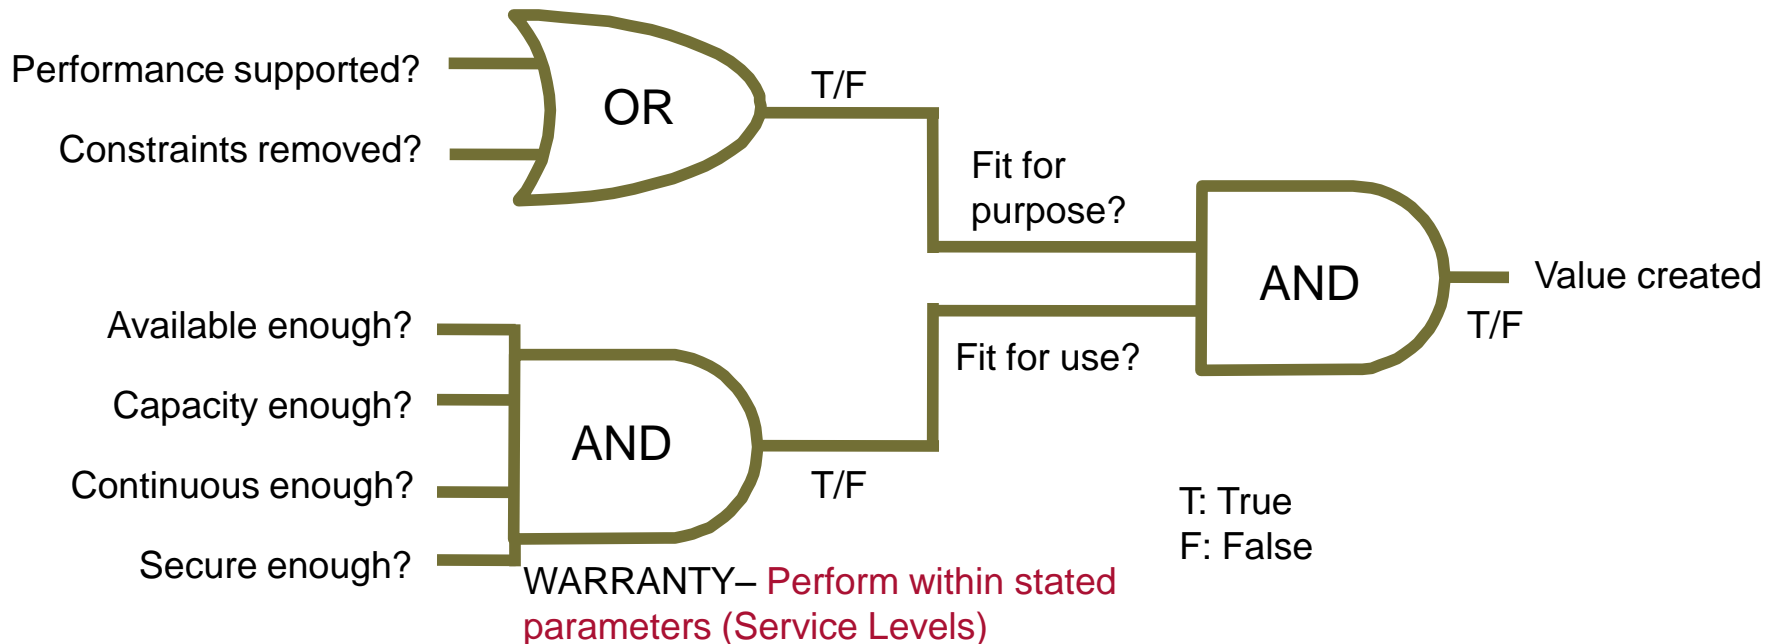 Performance supported?
Constraints removed?
OR
T/F
Fit for
purpose?
Available enough?
Capacity enough?
Continuous enough?
Secure enough?
AND
T/F
Fit for use?
AND
Value created
T/F
T: True
F: False
WARRANTY– Perform within stated
parameters (Service Levels)